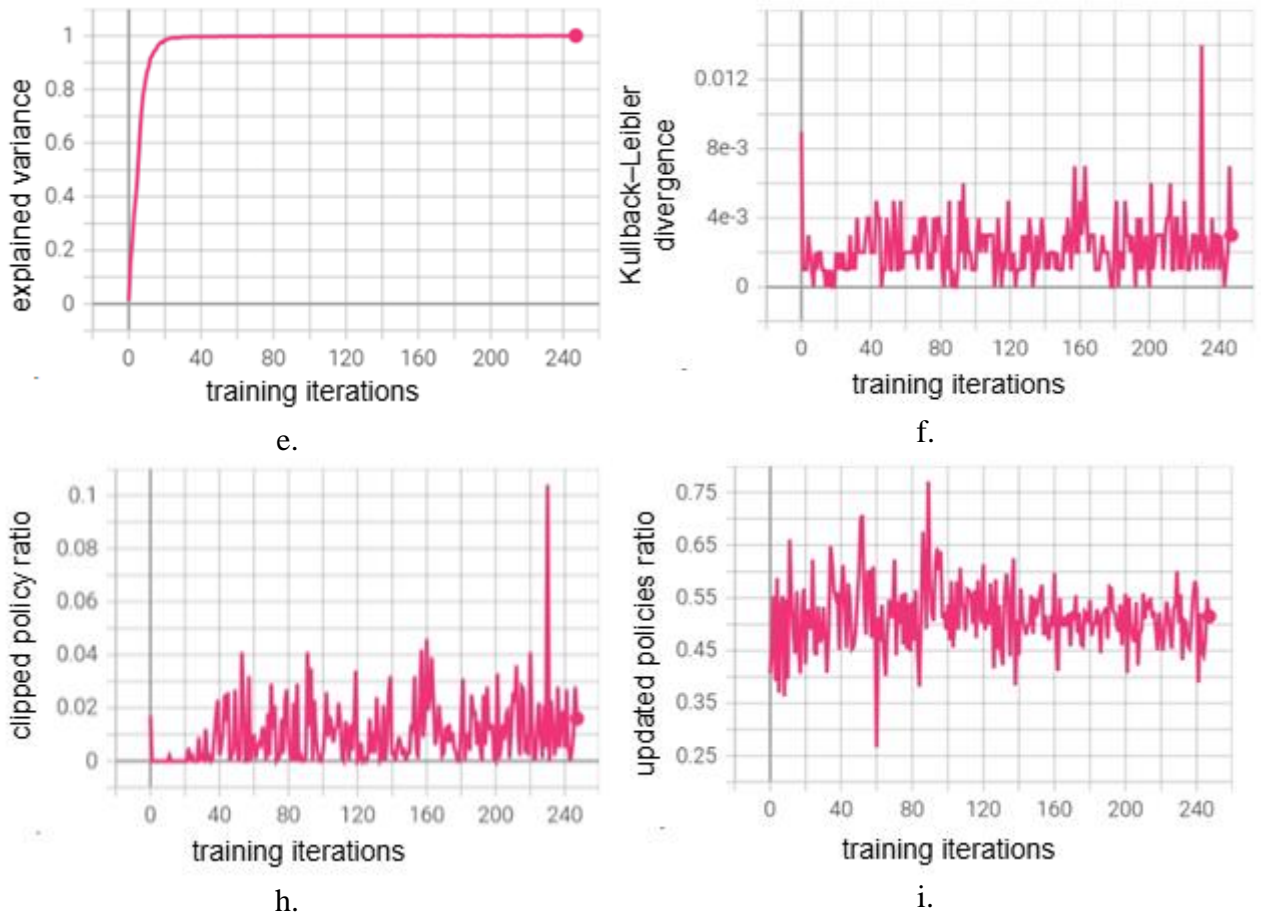 explained variance
1
0.8
0.6
0.4
0.2
0
0 40 80 120 160 200 240
training iterations
e.
Kullback–Leibler
divergence
0.012
8e-3
4e-3
0
0 40 80 120 160 200 240
training iterations
f.
clipped policy ratio
0.1
0.08
0.06
0.04
0.02
0
0 40 80 120 160 200 240
training iterations
h.
updated policies ratio
0.75
0.65
0.55
0.45
0.35
0.25
0 40 80 120 160 200 240
training iterations
i.